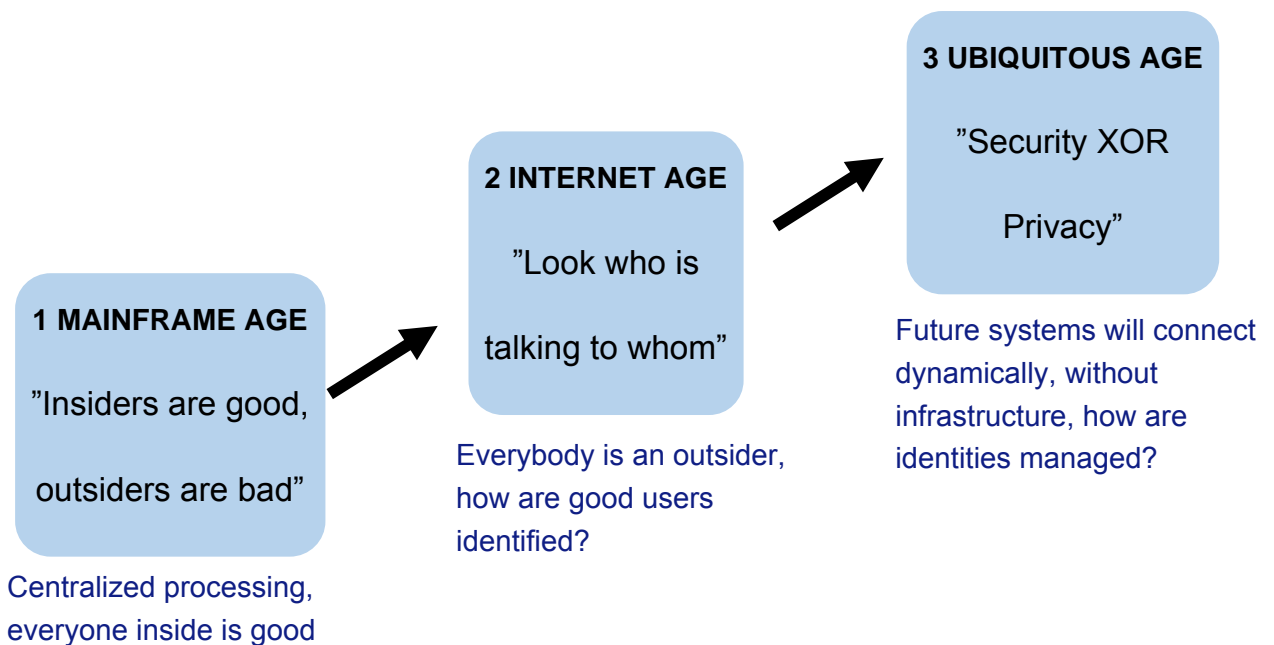 1 MAINFRAME AGE
”Insiders are good,
outsiders are bad”
Centralized processing,
everyone inside is good
2 INTERNET AGE
”Look who is
talking to whom”
Everybody is an outsider,
how are good users
identified?
3 UBIQUITOUS AGE
”Security XOR
Privacy”
Future systems will connect
dynamically, without
infrastructure, how are
identities managed?